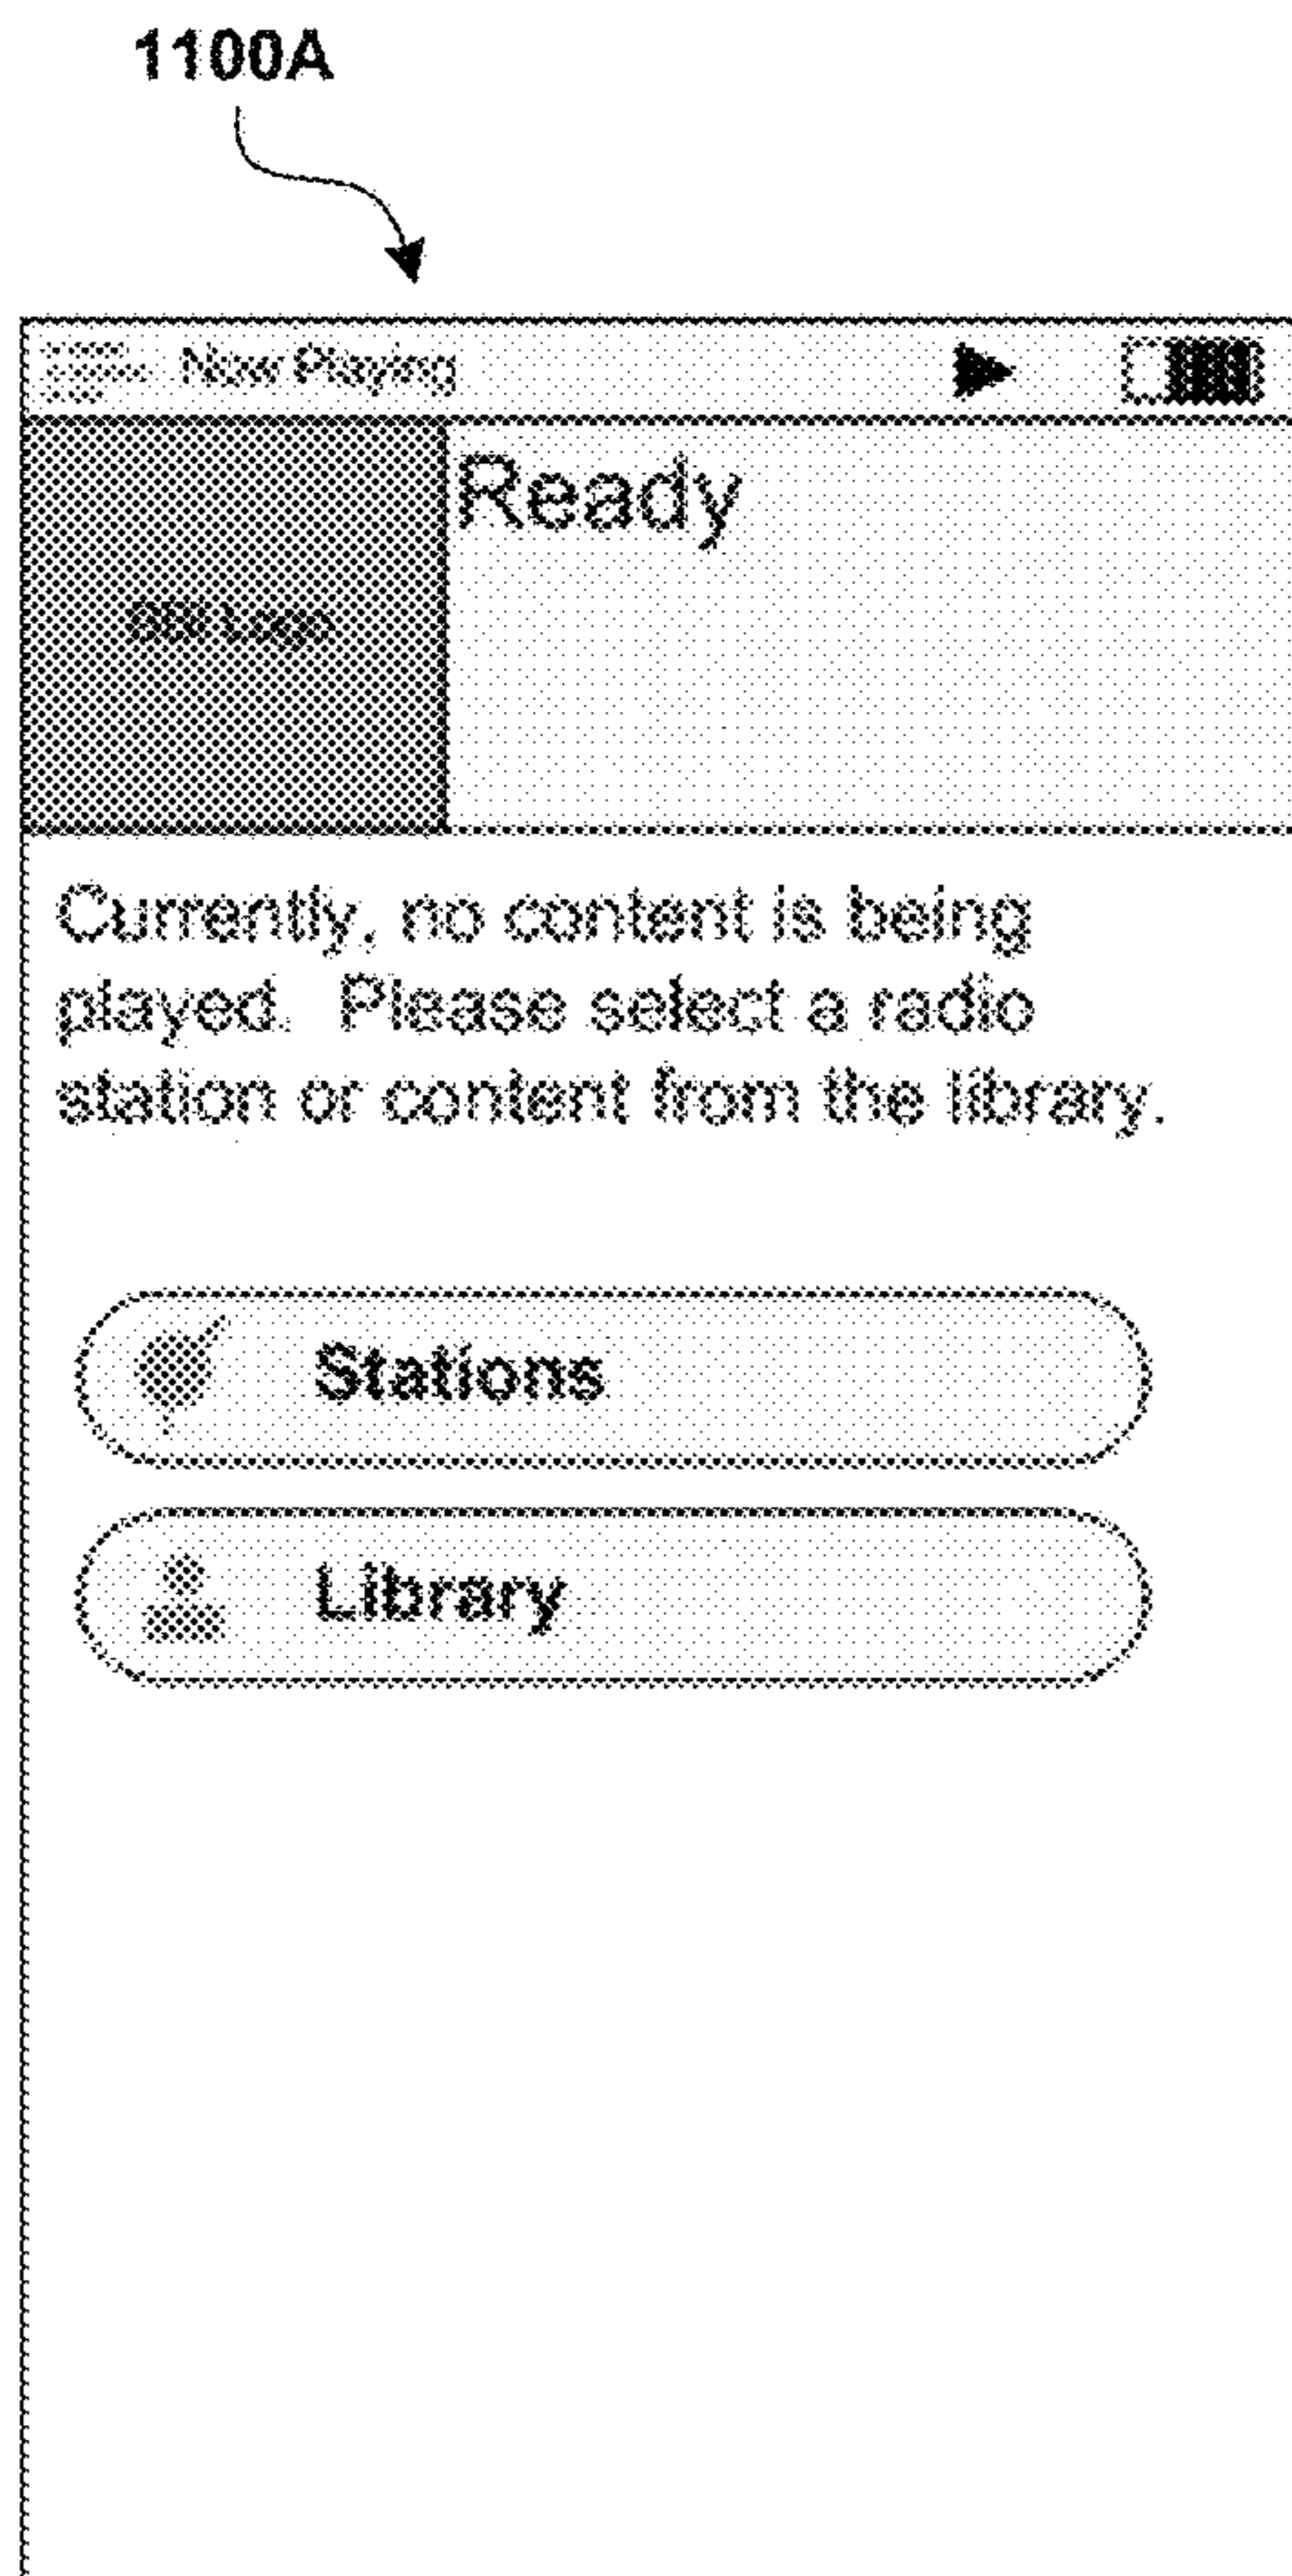 1100A
Now Playing
Ready
Logo
Currently, no content is being
played. Please select a radio
station or content from the library.
Stations
Library